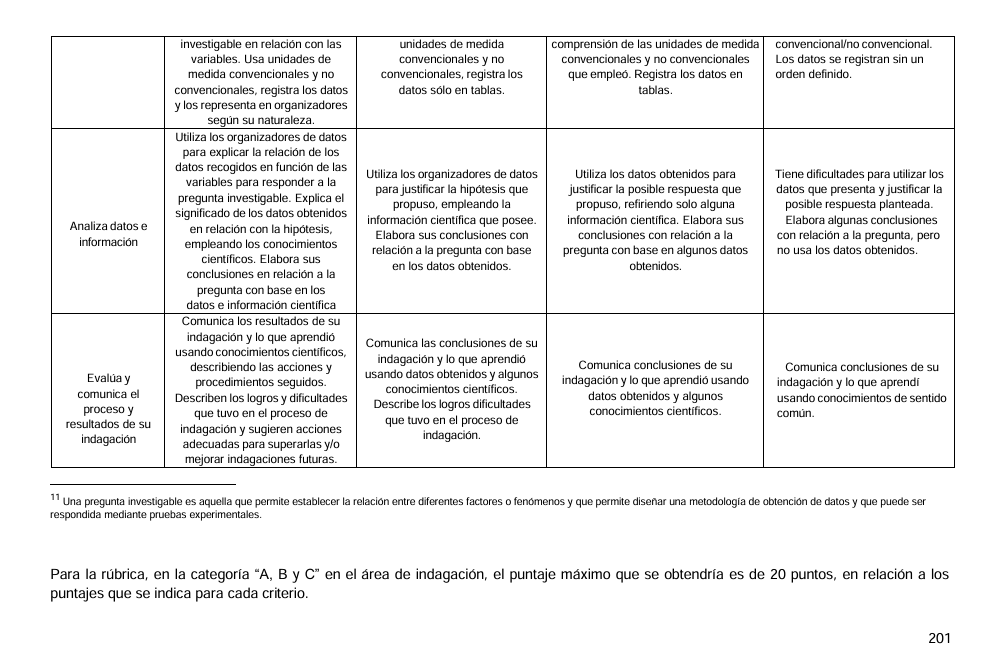 investigable en relación con las
variables. Usa unidades de
medida convencionales y no
convencionales, registra los datos
y los representa en organizadores
según su naturaleza.
unidades de medida
convencionales y no
convencionales, registra los
datos sólo en tablas.
comprensión de las unidades de medida
convencionales y no convencionales
que empleó. Registra los datos en
tablas.
convencional/no convencional.
Los datos se registran sin un
orden definido.
Analiza datos e
información
Utiliza los organizadores de datos
para explicar la relación de los
datos recogidos en función de las
variables para responder a la
pregunta investigable. Explica el
significado de los datos obtenidos
en relación con la hipótesis,
empleando los conocimientos
científicos. Elabora sus
conclusiones en relación a la
pregunta con base en los
datos e información científica
Utiliza los organizadores de datos
para justificar la hipótesis que
propuso, empleando la
información científica que posee.
Elabora sus conclusiones con
relación a la pregunta con base
en los datos obtenidos.
Utiliza los datos obtenidos para
justificar la posible respuesta que
propuso, refiriendo solo alguna
información científica. Elabora sus
conclusiones con relación a la
pregunta con base en algunos datos
obtenidos.
Tiene dificultades para utilizar los
datos que presenta y justificar la
posible respuesta planteada.
Elabora algunas conclusiones
con relación a la pregunta, pero
no usa los datos obtenidos.
Evalúa y
comunica el
proceso y
resultados de su
indagación
Comunica los resultados de su
indagación y lo que aprendió
usando conocimientos científicos,
describiendo las acciones y
procedimientos seguidos.
Describen los logros y dificultades
que tuvo en el proceso de
indagación y sugieren acciones
adecuadas para superarlas y/o
mejorar indagaciones futuras.
Comunica las conclusiones de su
indagación y lo que aprendió
usando datos obtenidos y algunos
conocimientos científicos.
Describe los logros dificultades
que tuvo en el proceso de
indagación.
Comunica conclusiones de su
indagación y lo que aprendió usando
datos obtenidos y algunos
conocimientos científicos.
Comunica conclusiones de su
indagación y lo que aprendí
usando conocimientos de sentido
común.
11 Una pregunta investigable es aquella que permite establecer la relación entre diferentes factores o fenómenos y que permite diseñar una metodología de obtención de datos y que puede ser
respondida mediante pruebas experimentales.
Para la rúbrica, en la categoría “A, B y C” en el área de indagación, el puntaje máximo que se obtendría es de 20 puntos, en relación a los
puntajes que se indica para cada criterio.
201